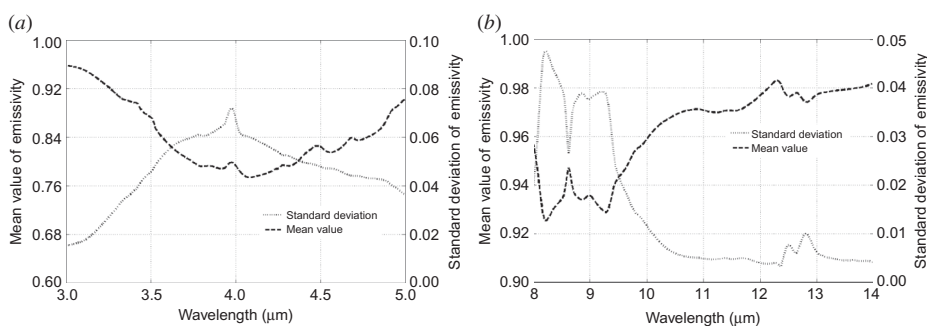 (a)
1.00
0.92
0.84
0.76
0.68
0.60
Mean value of emissivity
0.10
0.08
0.06
0.04
0.02
0.00
Standard deviation of emissivity
Standard deviation
Mean value
3.0 3.5 4.0 4.5 5.0
Wavelength (μm)
(b)
1.00
0.98
0.96
0.94
0.92
0.90
Mean value of emissivity
0.05
0.04
0.03
0.02
0.01
0.00
Standard deviation of emissivity
Standard deviation
Mean value
8 9 10 11 12 13 14
Wavelength (μm)